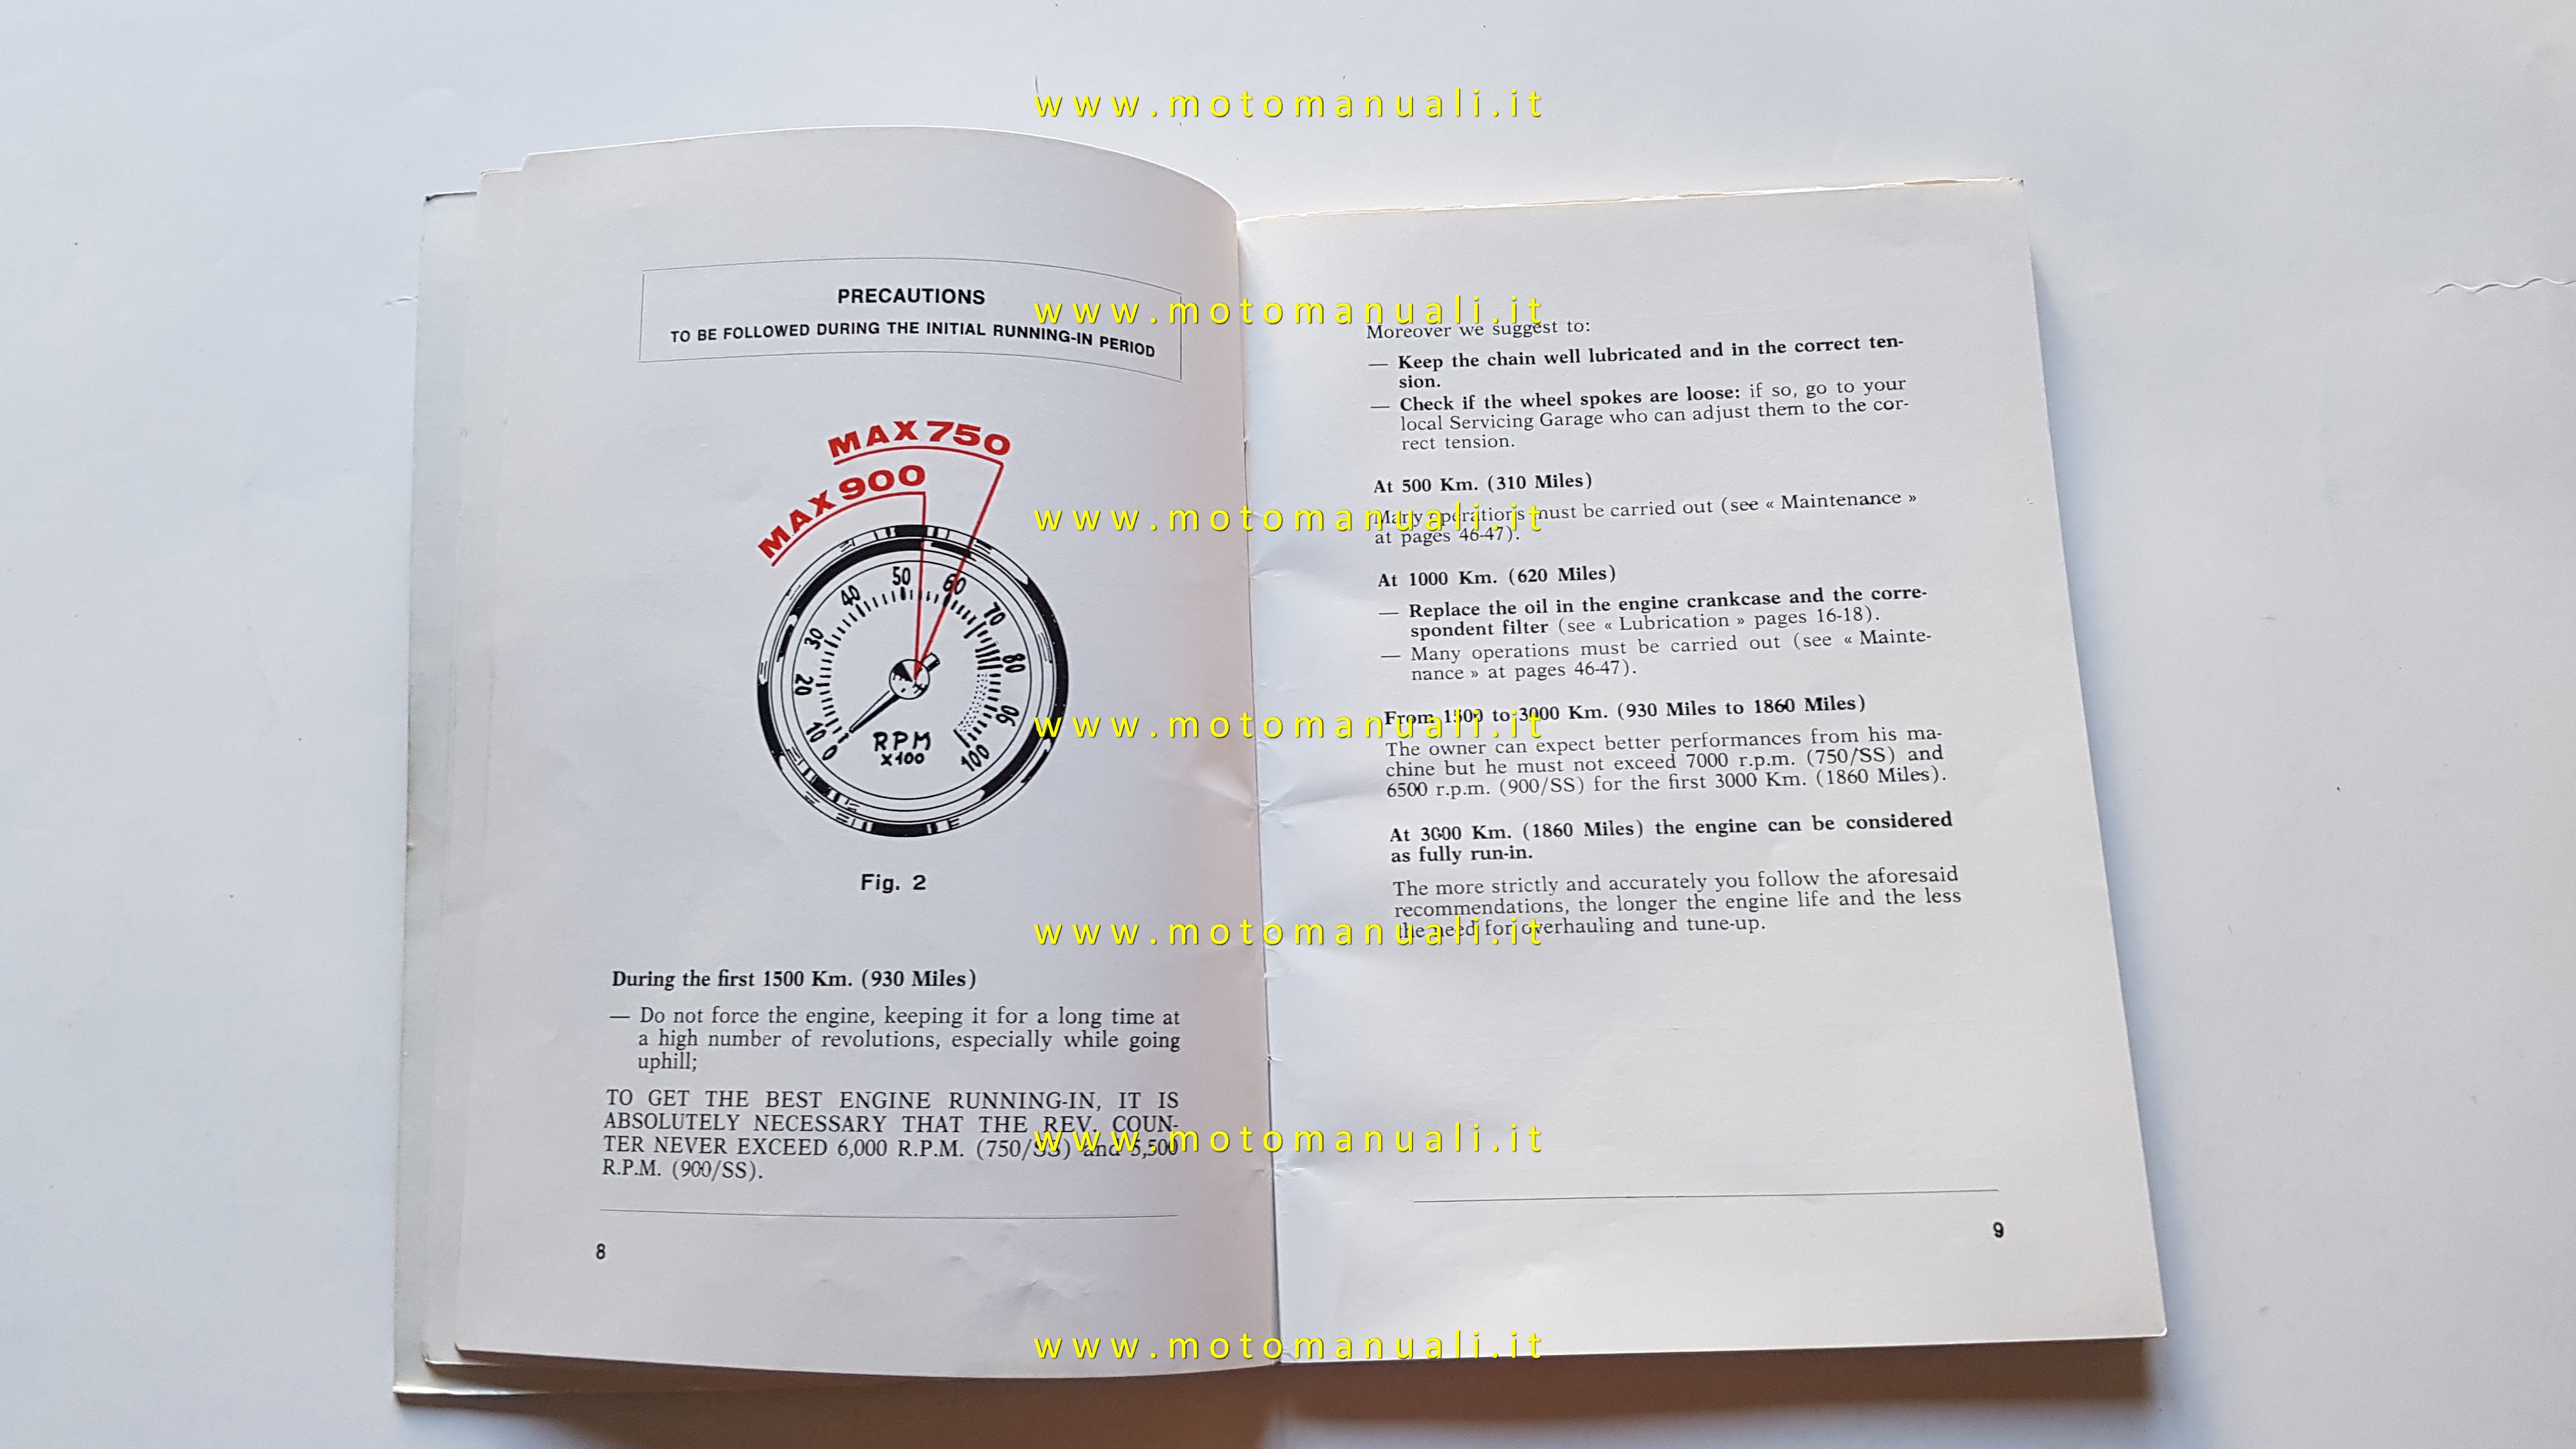 www.motomanuali.it
PRECAUTIONS
TO BE FOLLOWED DURING THE INITIAL RUNNING-IN PERIOD
MAX 750
MAX 900
0
10
20
30
40
50
60
70
80
90
100
RPM
X100
Fig. 2
During the first 1500 Km. (930 Miles)
— Do not force the engine, keeping it for a long time at
a high number of revolutions, especially while going
uphill;
TO GET THE BEST ENGINE RUNNING-IN, IT IS
ABSOLUTELY NECESSARY THAT THE REV. COUN-
TER NEVER EXCEED 6,000 R.P.M. (750/SS) and 5,500
R.P.M. (900/SS).
8
www.motomanuali.it
Moreover we suggest to:
— Keep the chain well lubricated and in the correct ten-
sion.
— Check if the wheel spokes are loose: if so, go to your
local Servicing Garage who can adjust them to the cor-
rect tension.
At 500 Km. (310 Miles)
www.motomanuali.it
Many operations must be carried out (see « Maintenance »
at pages 46-47).
At 1000 Km. (620 Miles)
— Replace the oil in the engine crankcase and the corre-
spondent filter (see « Lubrication » pages 16-18).
— Many operations must be carried out (see « Mainte-
nance » at pages 46-47).
From 1500 to 3000 Km. (930 Miles to 1860 Miles)
www.motomanuali.it
The owner can expect better performances from his ma-
chine but he must not exceed 7000 r.p.m. (750/SS) and
6500 r.p.m. (900/SS) for the first 3000 Km. (1860 Miles).
At 3000 Km. (1860 Miles) the engine can be considered
as fully run-in.
The more strictly and accurately you follow the aforesaid
recommendations, the longer the engine life and the less
the need for overhauling and tune-up.
www.motomanuali.it
www.motomanuali.it
9
www.motomanuali.it